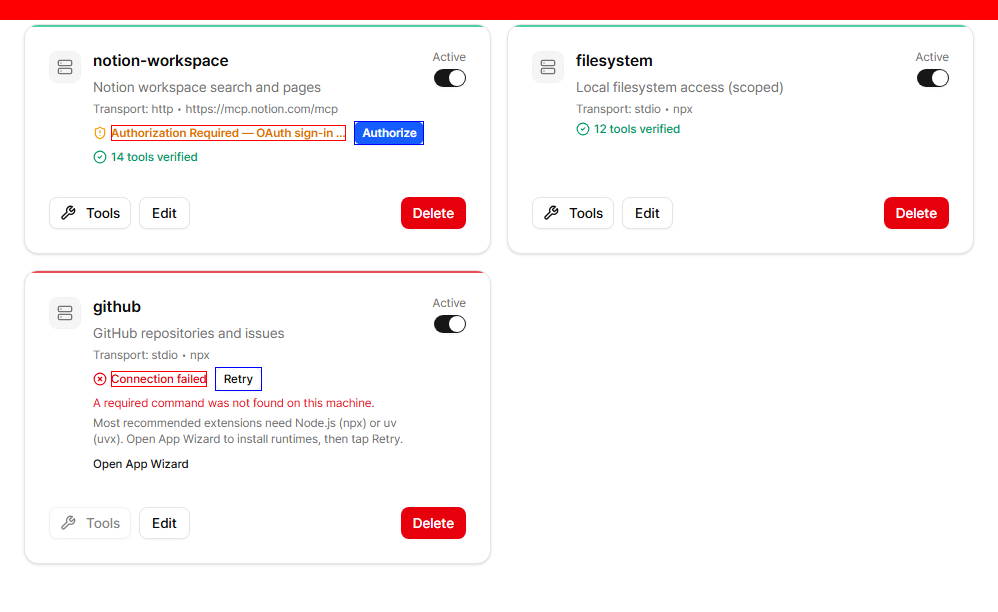 notion-workspace
Active
Notion workspace search and pages
Transport: http • https://mcp.notion.com/mcp
Authorization Required — OAuth sign-in ...
Authorize
14 tools verified
Tools
Edit
Delete
filesystem
Active
Local filesystem access (scoped)
Transport: stdio • npx
12 tools verified
Tools
Edit
Delete
github
Active
GitHub repositories and issues
Transport: stdio • npx
Connection failed
Retry
A required command was not found on this machine.
Most recommended extensions need Node.js (npx) or uv
(uvx). Open App Wizard to install runtimes, then tap Retry.
Open App Wizard
Tools
Edit
Delete